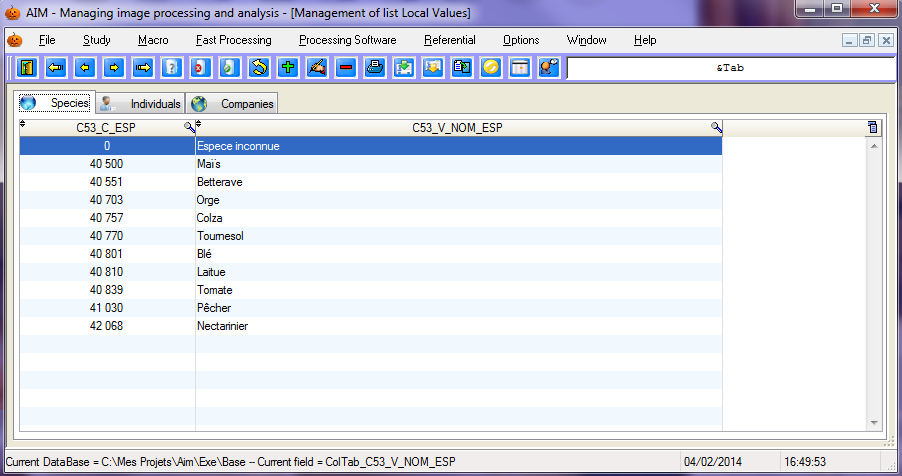 AIM - Managing image processing and analysis - [Management of list Local Values]
File Study Macro Fast Processing Processing Software Referential Options Window Help
&Tab
Species Individuals Companies
C53_C_ESP C53_V_NOM_ESP
0 Espece inconnue
40 500 Maïs
40 551 Betterave
40 703 Orge
40 757 Colza
40 770 Tournesol
40 801 Blé
40 810 Laitue
40 839 Tomate
41 030 Pêcher
42 068 Nectarinier
Current DataBase = C:\Mes Projets\Aim\Exe\Base -- Current field = ColTab_C53_V_NOM_ESP 04/02/2014 16:49:53